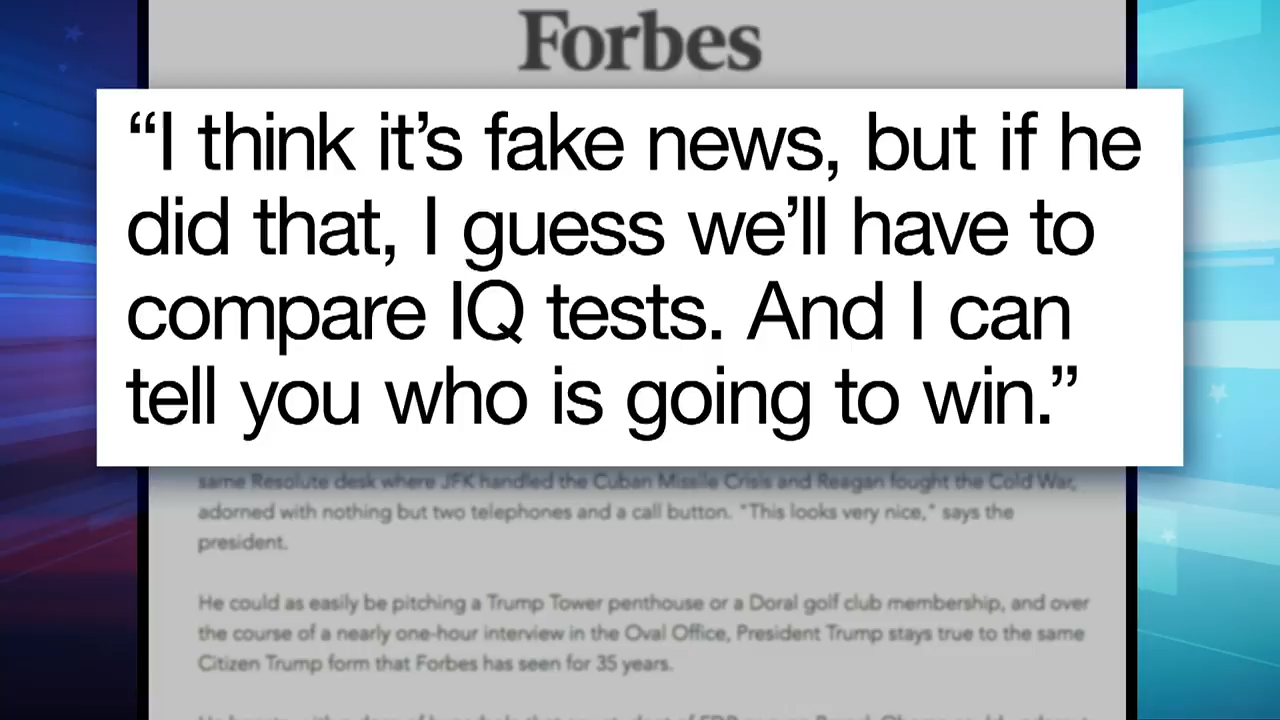 Forbes
“I think it’s fake news, but if he
did that, I guess we’ll have to
compare IQ tests. And I can
tell you who is going to win.”
same Resolute desk where JFK handled the Cuban Missile Crisis and Reagan fought the Cold War,
adorned with nothing but two telephones and a call button. "This looks very nice," says the
president.
He could as easily be pitching a Trump Tower penthouse or a Doral golf club membership, and over
the course of a nearly one-hour interview in the Oval Office, President Trump stays true to the same
Citizen Trump form that Forbes has seen for 35 years.